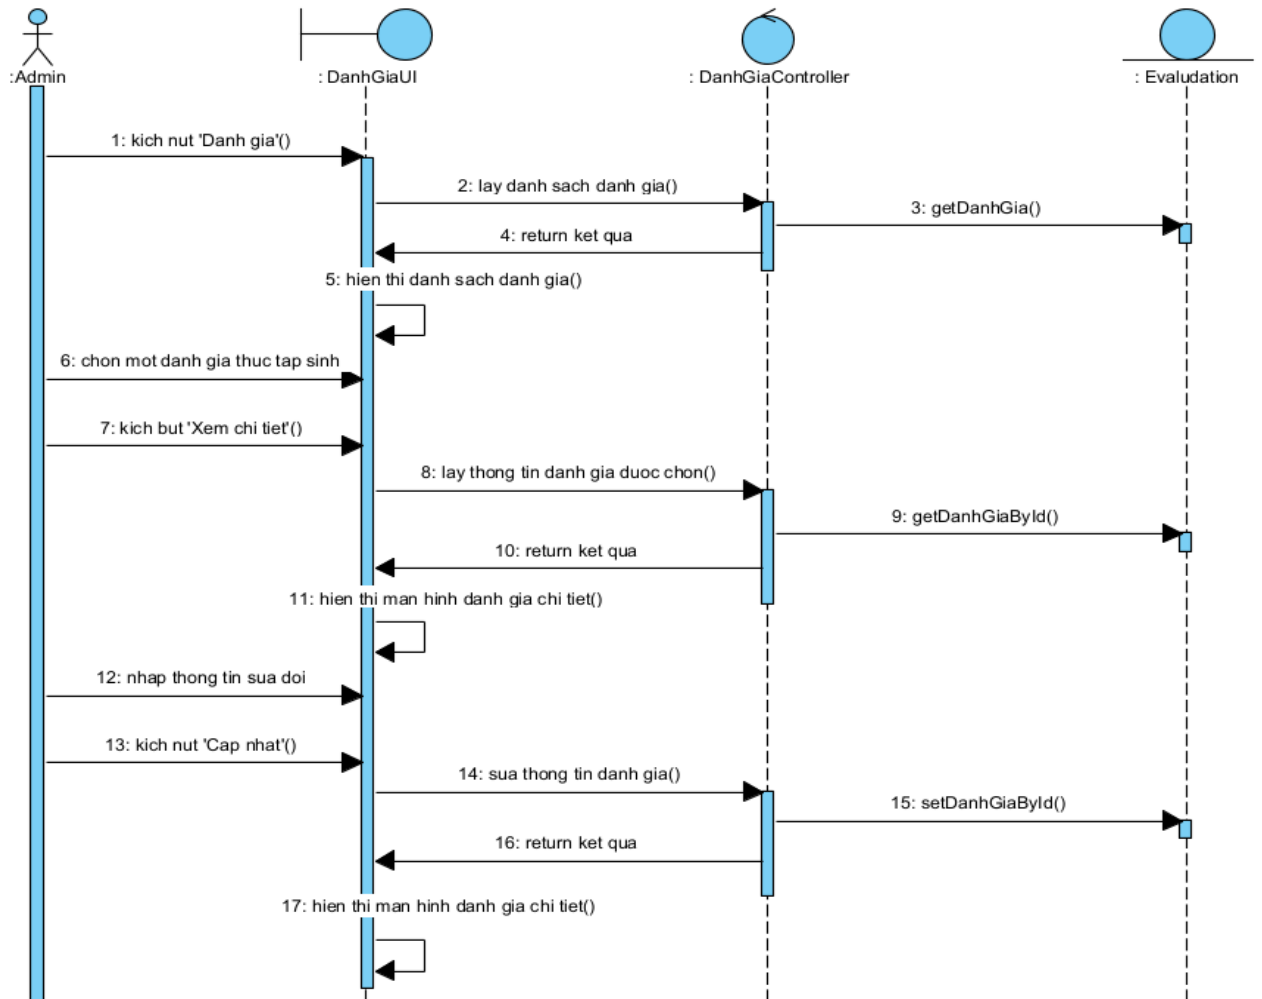 :Admin
: DanhGiaUI
: DanhGiaController
: Evaludation
1: kich nut 'Danh gia'()
2: lay danh sach danh gia()
3: getDanhGia()
4: return ket qua
5: hien thi danh sach danh gia()
6: chon mot danh gia thuc tap sinh
7: kich but 'Xem chi tiet'()
8: lay thong tin danh gia duoc chon()
9: getDanhGiaById()
10: return ket qua
11: hien thi man hinh danh gia chi tiet()
12: nhap thong tin sua doi
13: kich nut 'Cap nhat'()
14: sua thong tin danh gia()
15: setDanhGiaById()
16: return ket qua
17: hien thi man hinh danh gia chi tiet()